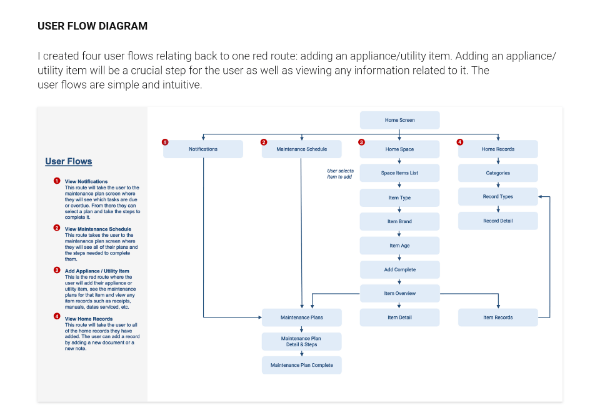 USER FLOW DIAGRAM
I created four user flows relating back to one red route: adding an appliance/utility item. Adding an appliance/
utility item will be a crucial step for the user as well as viewing any information related to it. The
user flows are simple and intuitive.
User Flows
1 View Notifications
This route will take the user to the
maintenance plan screen where
they will see which tasks are due
or overdue. From there they can
select a plan and take the steps to
complete it.
2 View Maintenance Schedule
This route takes the user to the
maintenance plan screen where
they will see all of their plans and
the steps needed to complete
them.
3 Add Appliance / Utility Item
This is the red route where the
user will add their appliance or
utility item, see the maintenance
plans for that item and view any
item records such as receipts,
manuals, dates serviced, etc.
4 View Home Records
This route will take the user to all
of the home records they have
added. The user can add a record
by adding a new document or a
new note.
Home Screen
1 Notifications
2 Maintenance Schedule
3 Home Space
4 Home Records
User selects
item to add
Space Items List
Categories
Item Type
Record Types
Item Brand
Record Detail
Item Age
Add Complete
Item Overview
Maintenance Plans
Item Detail
Item Records
Maintenance Plan
Detail & Steps
Maintenance Plan Complete